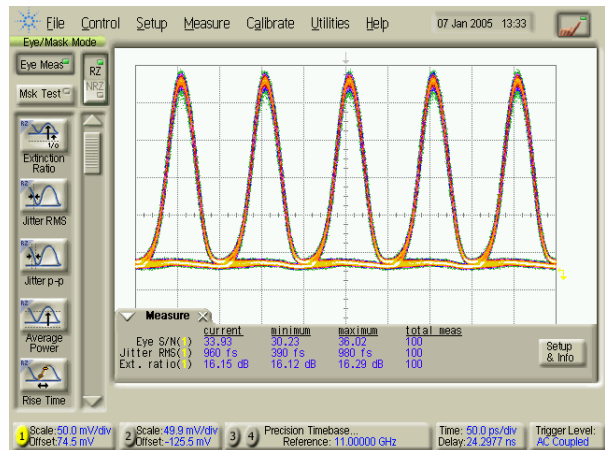 File Control Setup Measure Calibrate Utilities Help 07 Jan 2005 13:33
Eye/Mask Mode
Eye Meas
Msk Test
RZ
NRZ
RZ
1/0
Extinction
Ratio
RZ
Jitter RMS
RZ
Jitter p-p
RZ
Average
Power
RZ
Rise Time
Measure
current minimum maximum total meas
Eye S/N(1) 33.93 30.23 36.02 100
Jitter RMS(1) 960 fs 390 fs 980 fs 100
Ext. ratio(1) 16.15 dB 16.12 dB 16.29 dB 100
Setup
& Info
1 Scale:50.0 mV/div
Offset:74.5 mV
2 Scale:49.9 mV/div
Offset:-125.5 mV
3 4 Precision Timebase...
Reference: 11.00000 GHz
Time: 50.0 ps/div
Delay:24.2977 ns
Trigger Level:
AC Coupled